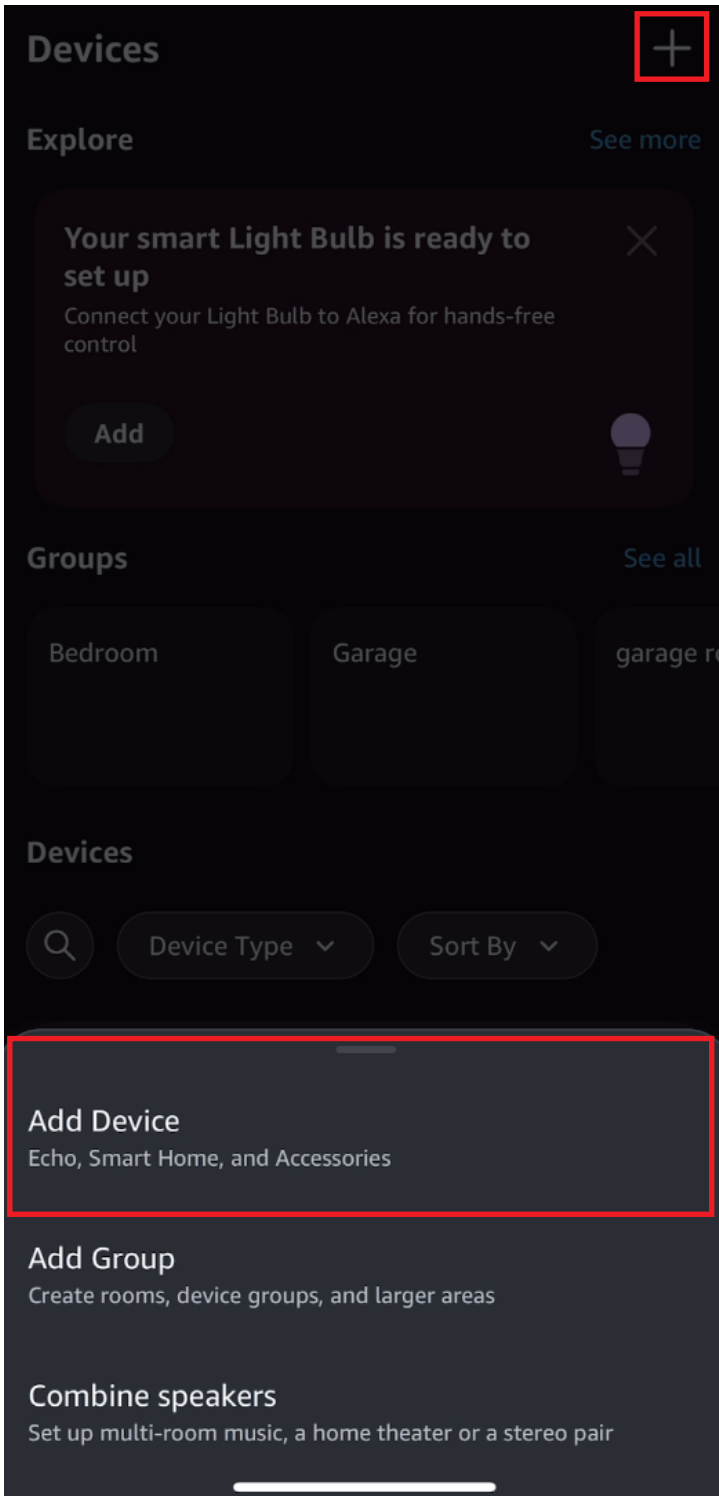 Devices
Explore
See more
Your smart Light Bulb is ready to
set up
Connect your Light Bulb to Alexa for hands-free
control
Add
Groups
See all
Bedroom
Garage
garage
Devices
Device Type
Sort By
Add Device
Echo, Smart Home, and Accessories
Add Group
Create rooms, device groups, and larger areas
Combine speakers
Set up multi-room music, a home theater or a stereo pair